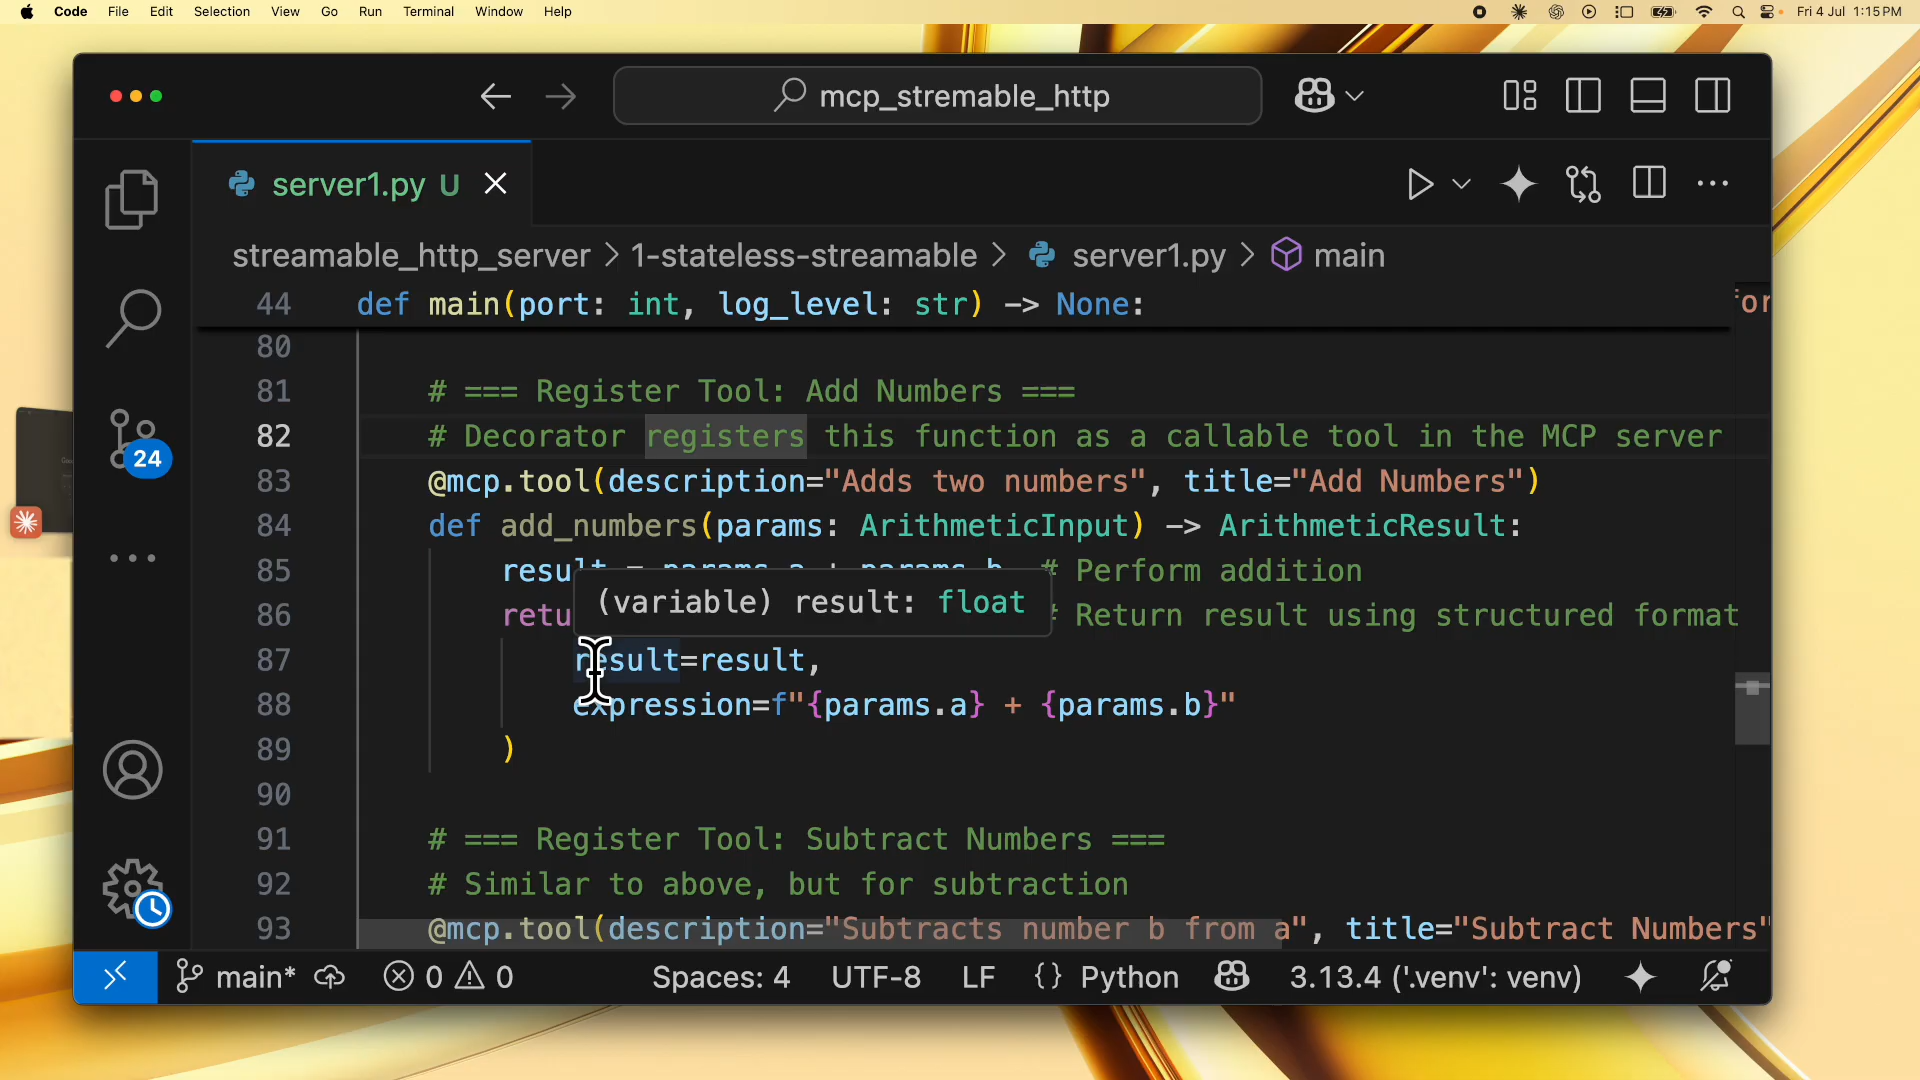 Code File Edit Selection View Go Run Terminal Window Help Fri 4 Jul 1:15 PM
mcp_stremable_http
server1.py U
streamable_http_server > 1-stateless-streamable > server1.py > main
44 def main(port: int, log_level: str) -> None:
80
81 # === Register Tool: Add Numbers ===
82 # Decorator registers this function as a callable tool in the MCP server
83 @mcp.tool(description="Adds two numbers", title="Add Numbers")
84 def add_numbers(params: ArithmeticInput) -> ArithmeticResult:
85 result = params.a + params.b # Perform addition
(variable) result: float
86 retu # Return result using structured format
87 result=result,
88 expression=f"{params.a} + {params.b}"
89 )
90
91 # === Register Tool: Subtract Numbers ===
92 # Similar to above, but for subtraction
93 @mcp.tool(description="Subtracts number b from a", title="Subtract Numbers"
24
main* 0 0 Spaces: 4 UTF-8 LF {} Python 3.13.4 ('.venv': venv)